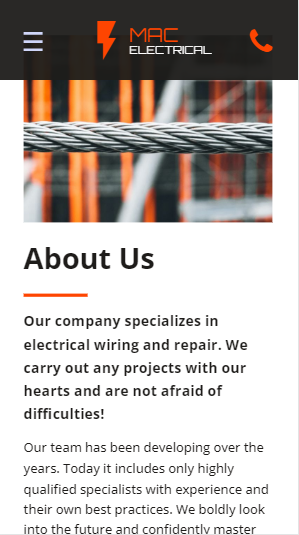 MAC
ELECTRICAL
About Us
Our company specializes in
electrical wiring and repair. We
carry out any projects with our
hearts and are not afraid of
difficulties!
Our team has been developing over the
years. Today it includes only highly
qualified specialists with experience and
their own best practices. We boldly look
into the future and confidently master